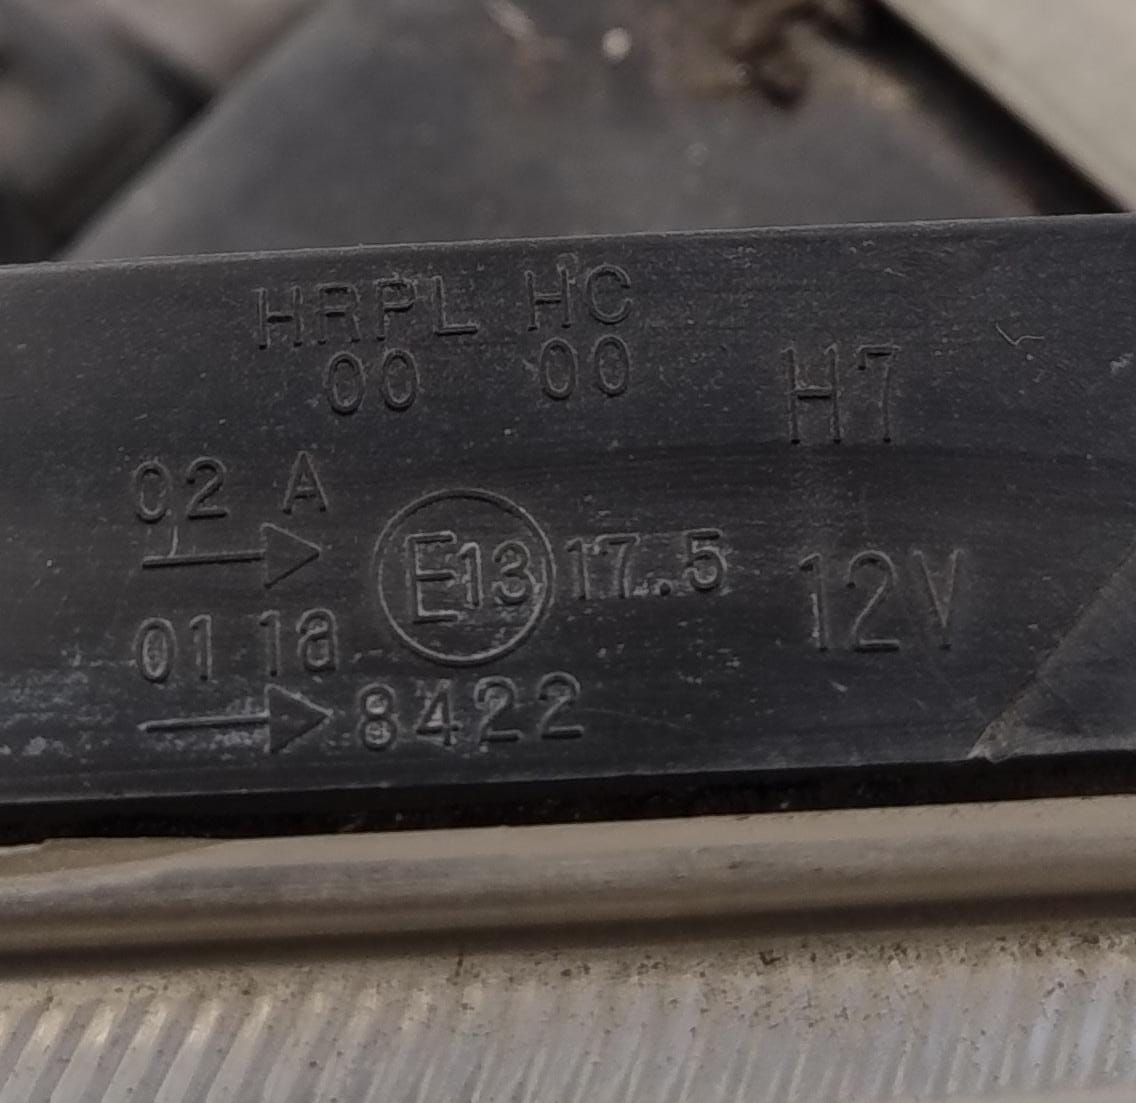 HRPL HC
00 00
H7
02 A
→
E13 17.5
12V
01 1a
→
8422